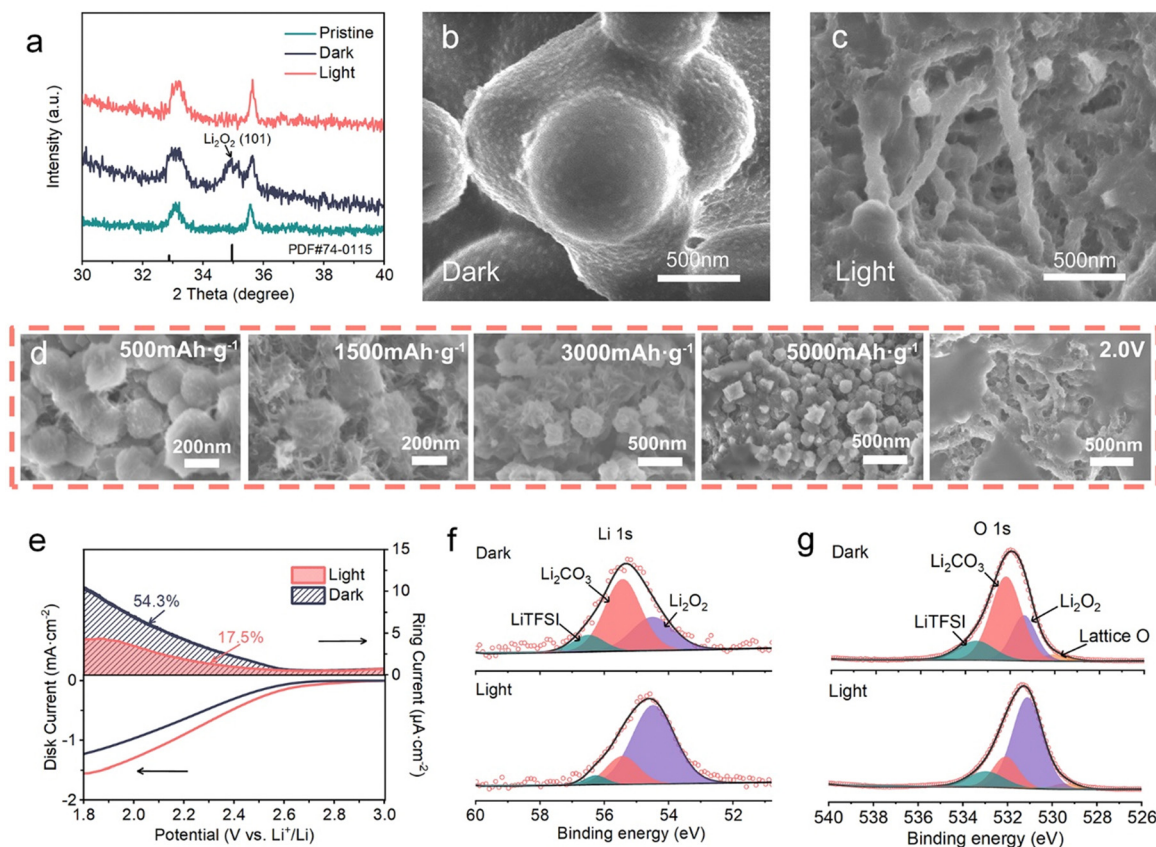 a
Pristine
Dark
Light
Li₂O₂ (101)
PDF#74-0115
Intensity (a.u.)
30 32 34 36 38 40
2 Theta (degree)
b
Dark
500nm
c
Light
500nm
d
500mAh·g⁻¹
200nm
1500mAh·g⁻¹
200nm
3000mAh·g⁻¹
500nm
5000mAh·g⁻¹
500nm
2.0V
500nm
e
Light
Dark
54.3%
17.5%
15
10
5
0
Ring Current (μA·cm⁻²)
0
-1
-2
Disk Current (mA·cm⁻²)
1.8 2.0 2.2 2.4 2.6 2.8 3.0
Potential (V vs. Li⁺/Li)
f
Li 1s
Dark
Li₂CO₃
LiTFSI
Li₂O₂
Light
60 58 56 54 52
Binding energy (eV)
g
O 1s
Dark
Li₂CO₃
LiTFSI
Li₂O₂
Lattice O
Light
540 538 536 534 532 530 528 526
Binding energy (eV)